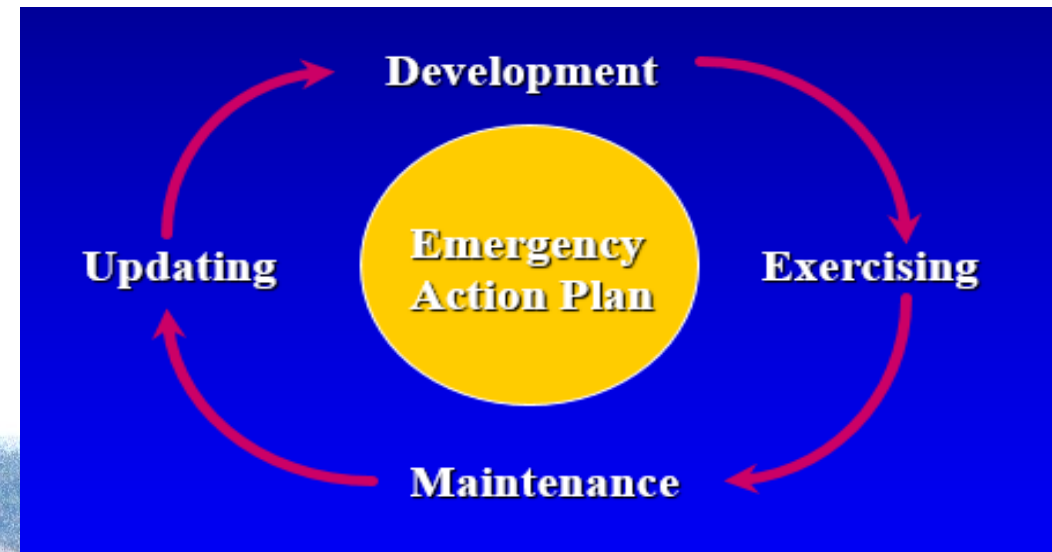 Development
Updating
Emergency
Action Plan
Exercising
Maintenance